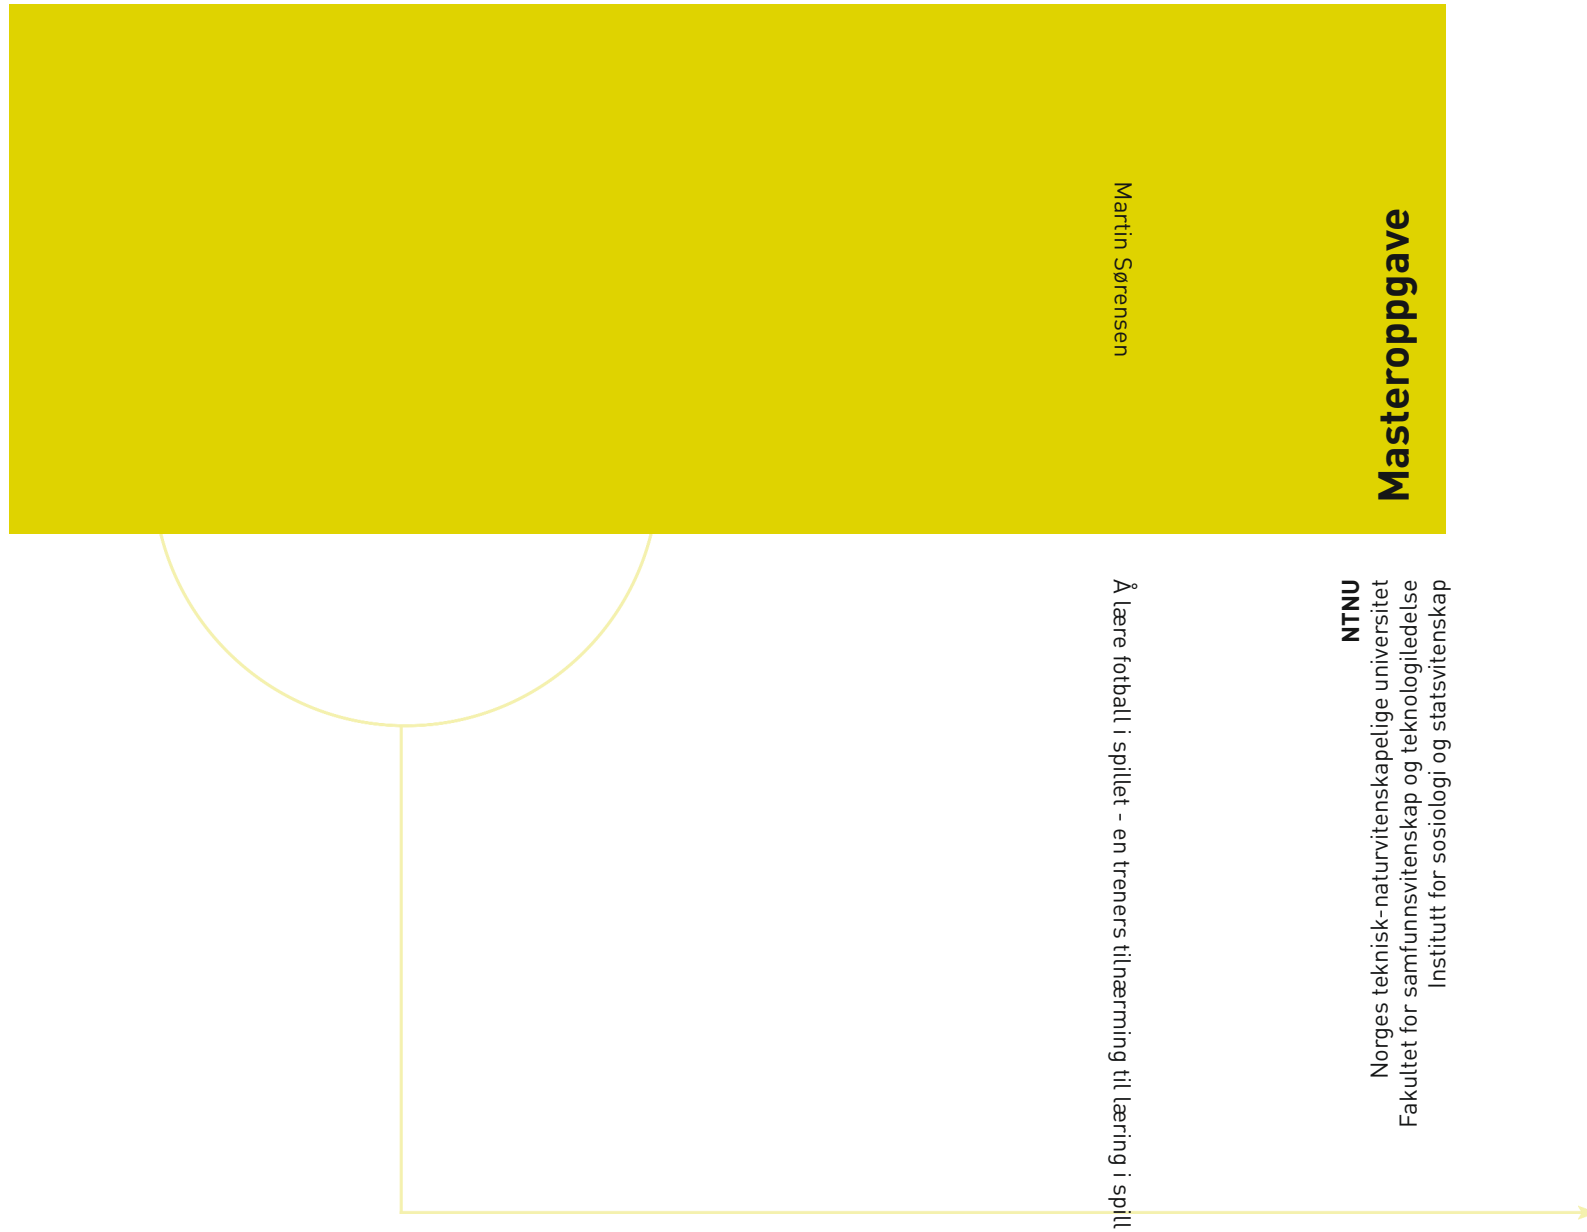 Martin Sørensen
Å lære fotball i spillet - en treners tilnærming til læring i spill
Masteroppgave
NTNU
Norges teknisk-naturvitenskapelige universitet
Fakultet for samfunnsvitenskap og teknologiledelse
Institutt for sosiologi og statsvitenskap